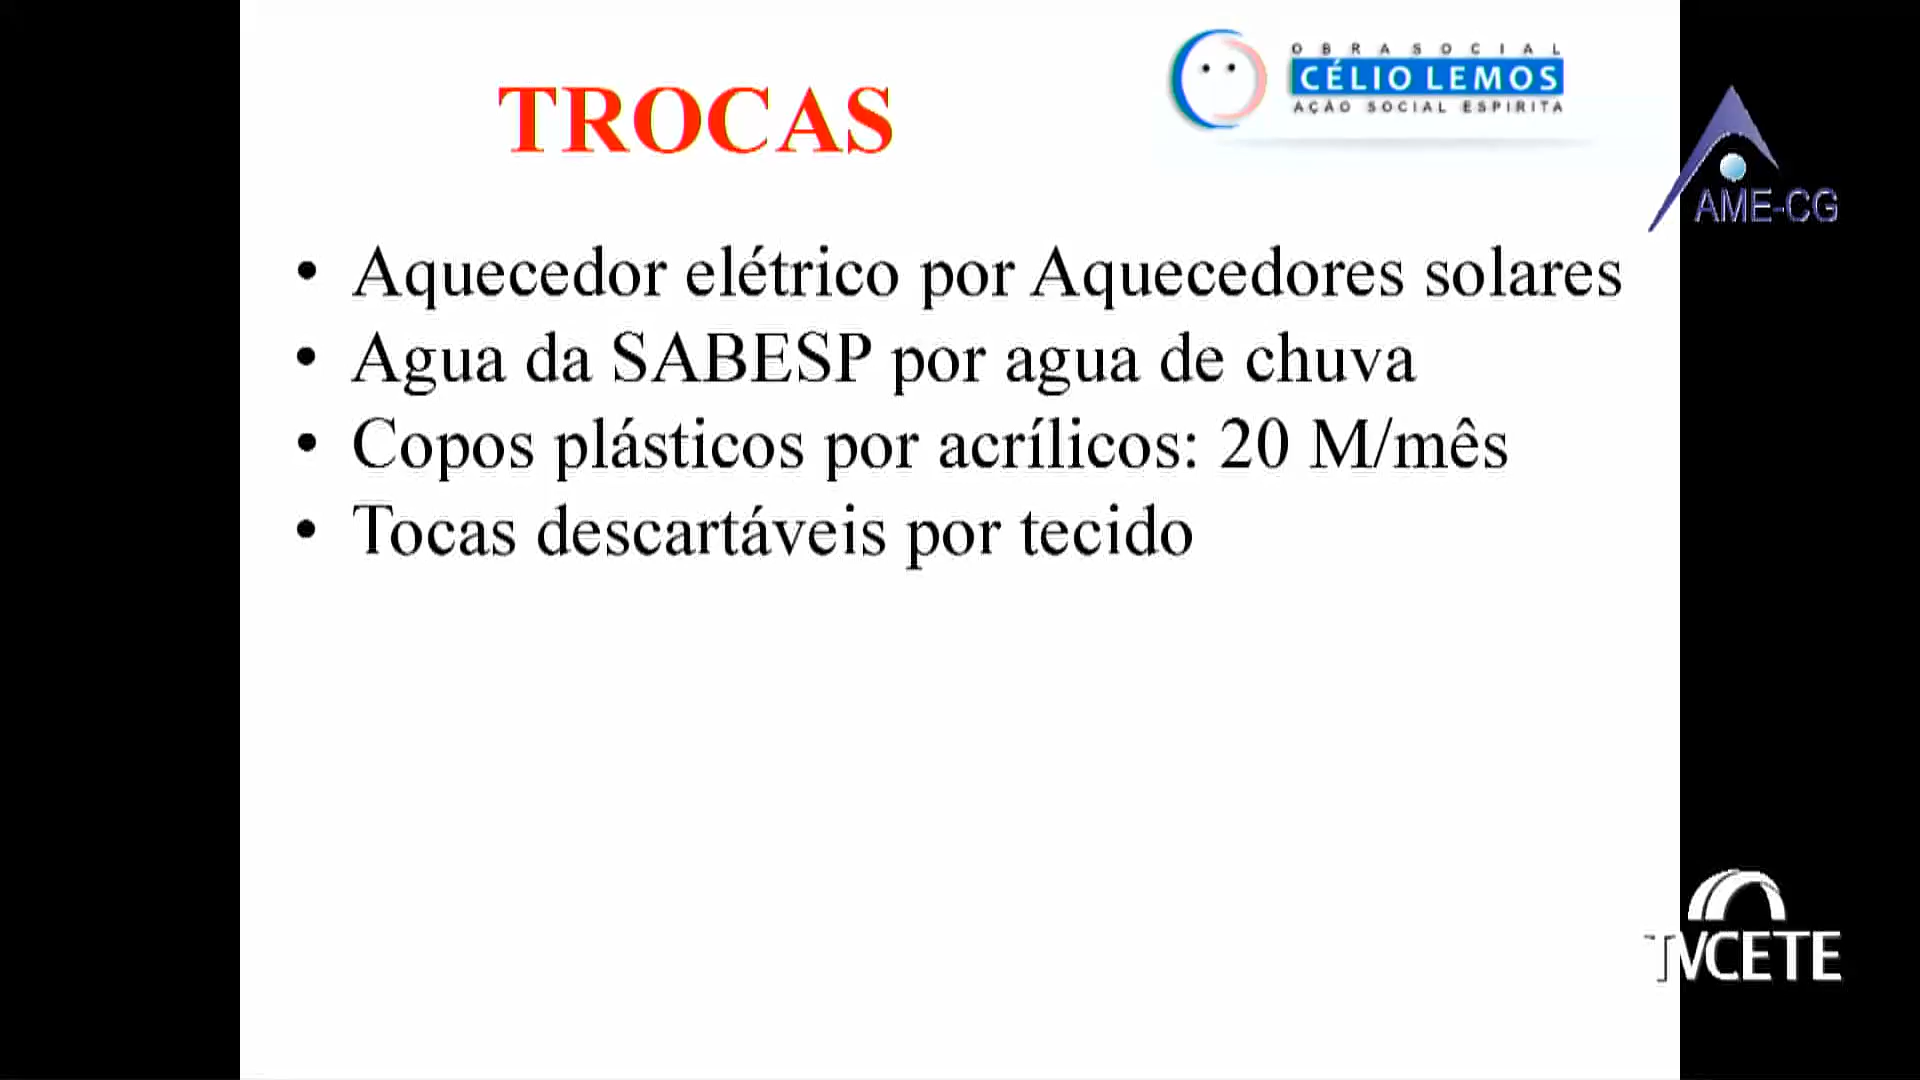 OBRA SOCIAL
CÉLIO LEMOS
AÇÃO SOCIAL ESPIRITA
TROCAS
AME-CG
• Aquecedor elétrico por Aquecedores solares
• Agua da SABESP por agua de chuva
• Copos plásticos por acrílicos: 20 M/mês
• Tocas descartáveis por tecido
TVCETE